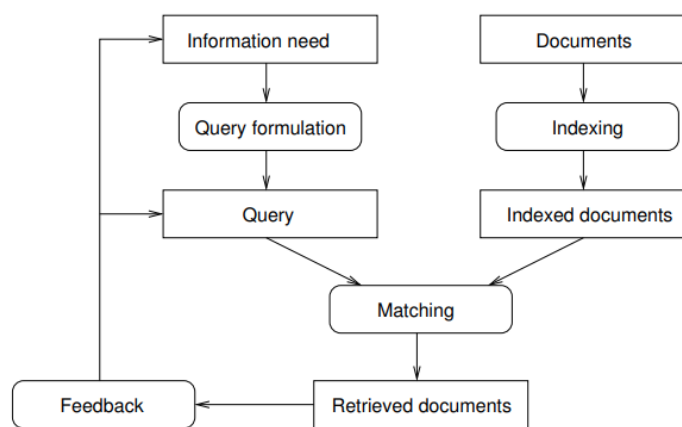 Information need
Documents
Query formulation
Indexing
Query
Indexed documents
Matching
Feedback
Retrieved documents